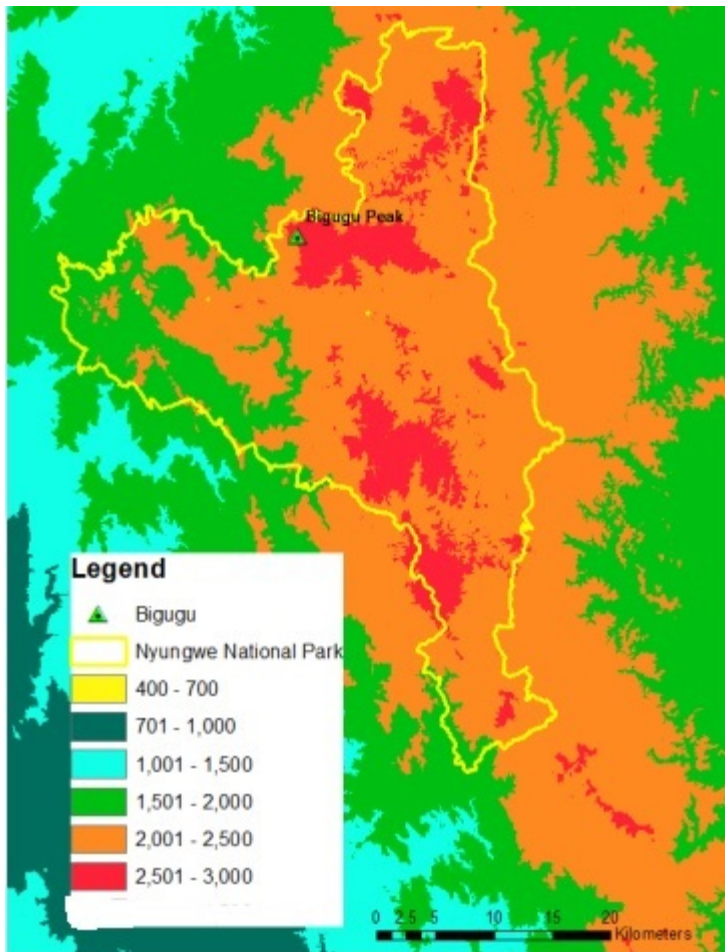 Bigugu Peak
Legend
Bigugu
Nyungwe National Park
400 - 700
701 - 1,000
1,001 - 1,500
1,501 - 2,000
2,001 - 2,500
2,501 - 3,000
0 2.5 5 10 15 20
Kilometers